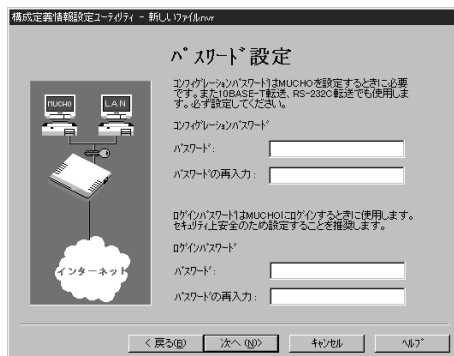 構成定義情報設定ユーティリティ - 新しいファイル.nvr
パスワード設定
コンフィグレーションパスワードはMUCHOを設定するときに必要
です。また10BASE-T転送、RS-232C転送でも使用しま
す。必ず設定してください。
コンフィグレーションパスワード
パスワード:
パスワードの再入力:
ログインパスワードはMUCHOにログインするときに使用します。
セキュリティ上安全のため設定することを推奨します。
ログインパスワード
パスワード:
パスワードの再入力:
MUCHO
LAN
インターネット
< 戻る(B)
次へ(N)>
キャンセル
ヘルプ